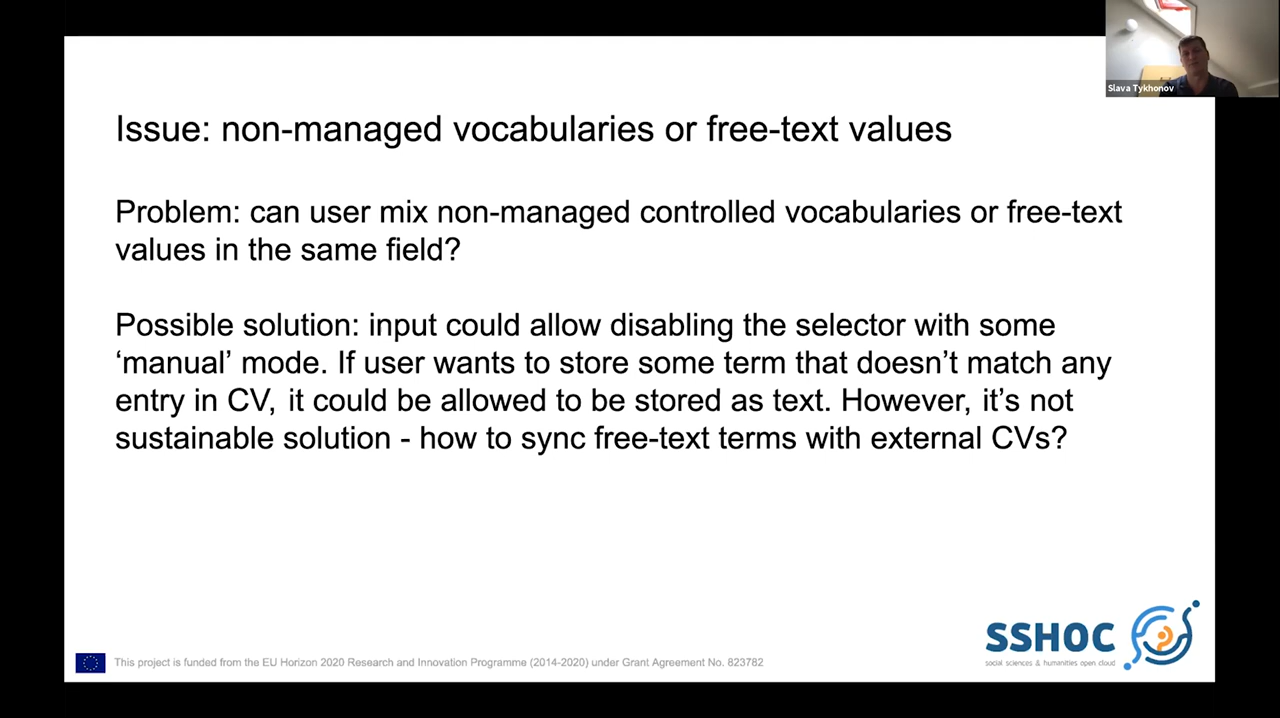 Slava Tykhonov
Issue: non-managed vocabularies or free-text values
Problem: can user mix non-managed controlled vocabularies or free-text
values in the same field?
Possible solution: input could allow disabling the selector with some
‘manual’ mode. If user wants to store some term that doesn’t match any
entry in CV, it could be allowed to be stored as text. However, it’s not
sustainable solution - how to sync free-text terms with external CVs?
SSHOC
social sciences & humanities open cloud
This project is funded from the EU Horizon 2020 Research and Innovation Programme (2014-2020) under Grant Agreement No. 823782